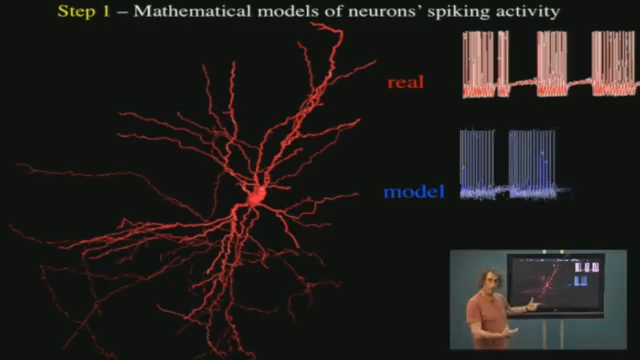 Step 1 – Mathematical models of neurons' spiking activity
real
model